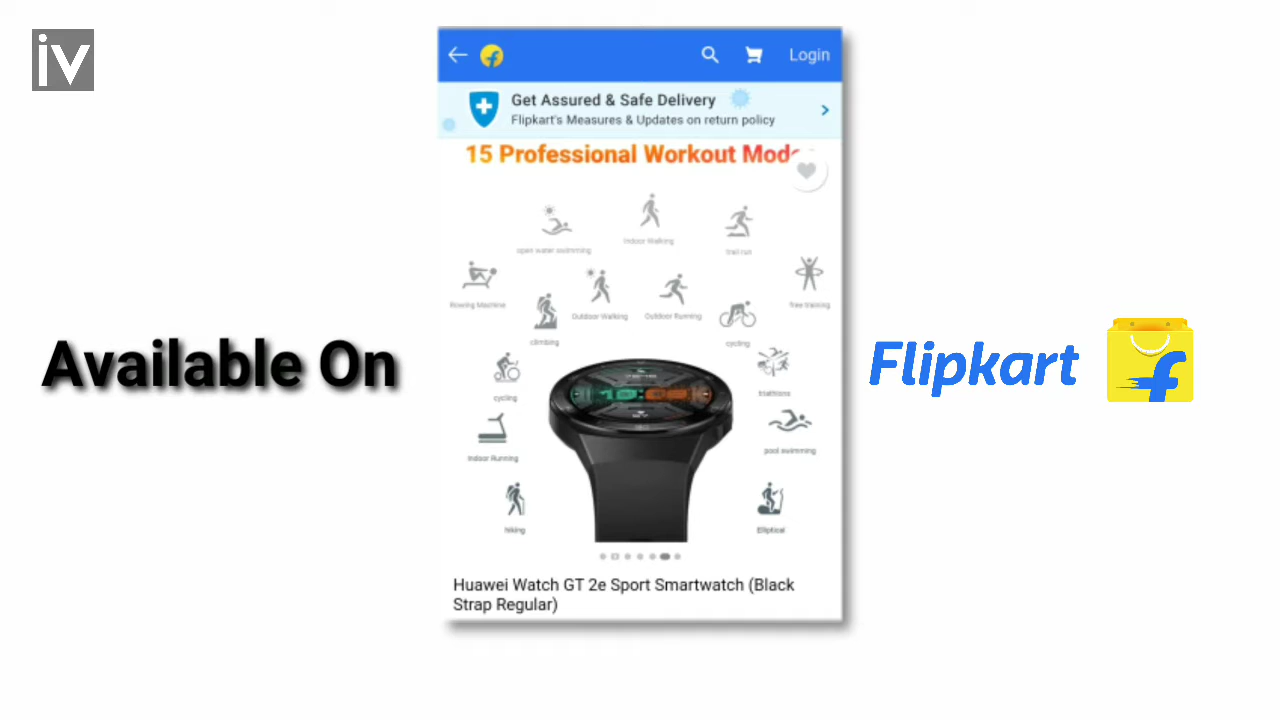 iv
Login
Get Assured & Safe Delivery
Flipkart's Measures & Updates on return policy
15 Professional Workout Mode
open water swimming
Indoor Walking
trail run
Rowing Machine
climbing
Outdoor Walking
Outdoor Running
cycling
free training
cycling
triathlons
Indoor Running
pool swimming
hiking
Elliptical
Huawei Watch GT 2e Sport Smartwatch (Black
Strap Regular)
Available On
Flipkart